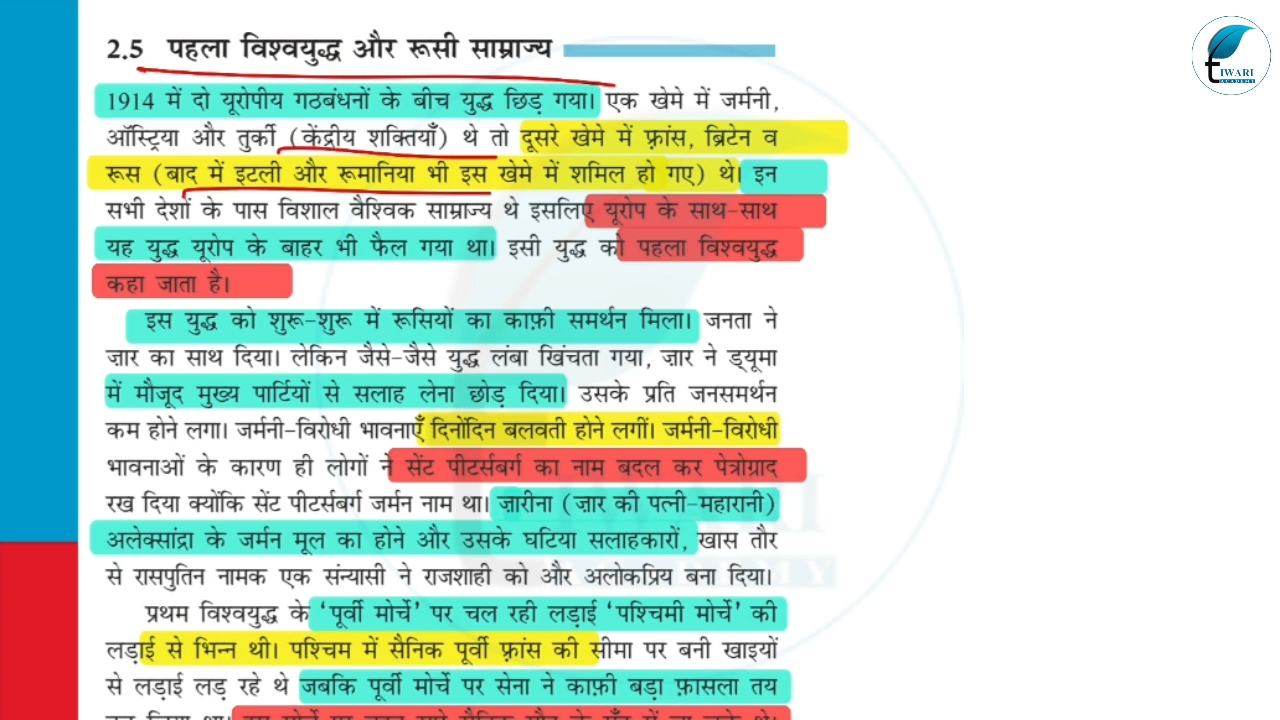 2.5 पहला विश्वयुद्ध और रूसी साम्राज्य
1914 में दो यूरोपीय गठबंधनों के बीच युद्ध छिड़ गया। एक खेमे में जर्मनी,
ऑस्ट्रिया और तुर्की (केंद्रीय शक्तियाँ) थे तो दूसरे खेमे में फ़्रांस, ब्रिटेन व
रूस (बाद में इटली और रूमानिया भी इस खेमे में शमिल हो गए) थे। इन
सभी देशों के पास विशाल वैश्विक साम्राज्य थे इसलिए यूरोप के साथ-साथ
यह युद्ध यूरोप के बाहर भी फैल गया था। इसी युद्ध को पहला विश्वयुद्ध
कहा जाता है।
इस युद्ध को शुरू-शुरू में रूसियों का काफ़ी समर्थन मिला। जनता ने
ज़ार का साथ दिया। लेकिन जैसे-जैसे युद्ध लंबा खिंचता गया, ज़ार ने ड्यूमा
में मौजूद मुख्य पार्टियों से सलाह लेना छोड़ दिया। उसके प्रति जनसमर्थन
कम होने लगा। जर्मनी-विरोधी भावनाएँ दिनोंदिन बलवती होने लगीं। जर्मनी-विरोधी
भावनाओं के कारण ही लोगों ने सेंट पीटर्सबर्ग का नाम बदल कर पेत्रोग्राद
रख दिया क्योंकि सेंट पीटर्सबर्ग जर्मन नाम था। ज़ारीना (ज़ार की पत्नी-महारानी)
अलेक्सांद्रा के जर्मन मूल का होने और उसके घटिया सलाहकारों, खास तौर
से रासपुतिन नामक एक संन्यासी ने राजशाही को और अलोकप्रिय बना दिया।
प्रथम विश्वयुद्ध के 'पूर्वी मोर्चे' पर चल रही लड़ाई 'पश्चिमी मोर्चे' की
लड़ाई से भिन्न थी। पश्चिम में सैनिक पूर्वी फ़्रांस की सीमा पर बनी खाइयों
से लड़ाई लड़ रहे थे जबकि पूर्वी मोर्चे पर सेना ने काफ़ी बड़ा फ़ासला तय
TIWARI
ACADEMY